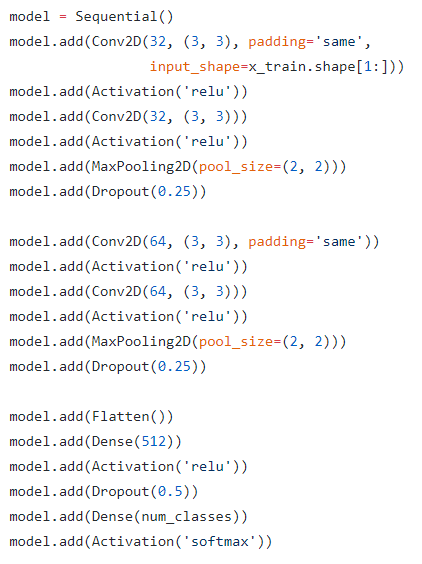 model = Sequential()
model.add(Conv2D(32, (3, 3), padding='same',
                 input_shape=x_train.shape[1:]))
model.add(Activation('relu'))
model.add(Conv2D(32, (3, 3)))
model.add(Activation('relu'))
model.add(MaxPooling2D(pool_size=(2, 2)))
model.add(Dropout(0.25))

model.add(Conv2D(64, (3, 3), padding='same'))
model.add(Activation('relu'))
model.add(Conv2D(64, (3, 3)))
model.add(Activation('relu'))
model.add(MaxPooling2D(pool_size=(2, 2)))
model.add(Dropout(0.25))

model.add(Flatten())
model.add(Dense(512))
model.add(Activation('relu'))
model.add(Dropout(0.5))
model.add(Dense(num_classes))
model.add(Activation('softmax'))